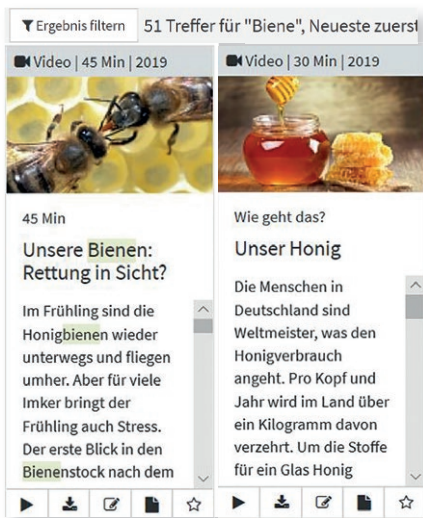 Ergebnis filtern
51 Treffer für "Biene", Neueste zuerst
Video | 45 Min | 2019
45 Min
Unsere Bienen:
Rettung in Sicht?
Im Frühling sind die
Honigbienen wieder
unterwegs und fliegen
umher. Aber für viele
Imker bringt der
Frühling auch Stress.
Der erste Blick in den
Bienenstock nach dem
Video | 30 Min | 2019
Wie geht das?
Unser Honig
Die Menschen in
Deutschland sind
Weltmeister, was den
Honigverbrauch
angeht. Pro Kopf und
Jahr wird im Land über
ein Kilogramm davon
verzehrt. Um die Stoffe
für ein Glas Honig